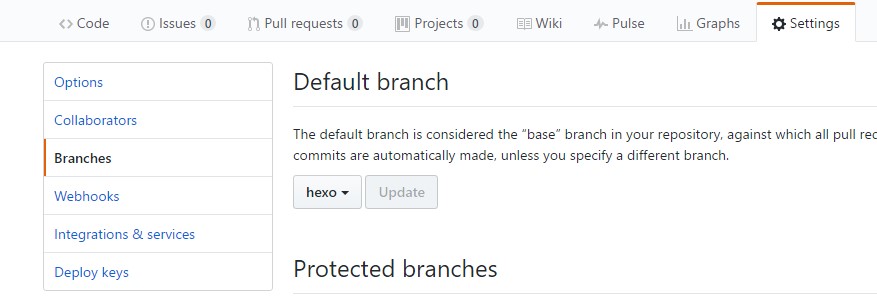 Code Issues 0 Pull requests 0 Projects 0 Wiki Pulse Graphs Settings
Options
Collaborators
Branches
Webhooks
Integrations & services
Deploy keys
Default branch
The default branch is considered the “base” branch in your repository, against which all pull
commits are automatically made, unless you specify a different branch.
hexo Update
Protected branches